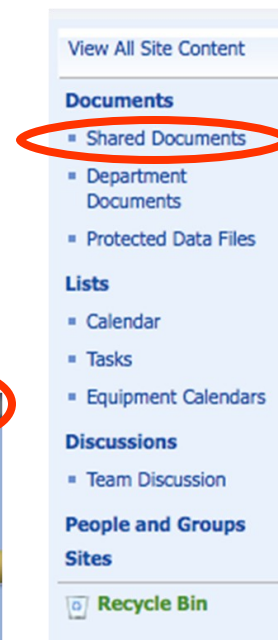 View All Site Content
Documents
Shared Documents
Department
Documents
Protected Data Files
Lists
Calendar
Tasks
Equipment Calendars
Discussions
Team Discussion
People and Groups
Sites
Recycle Bin